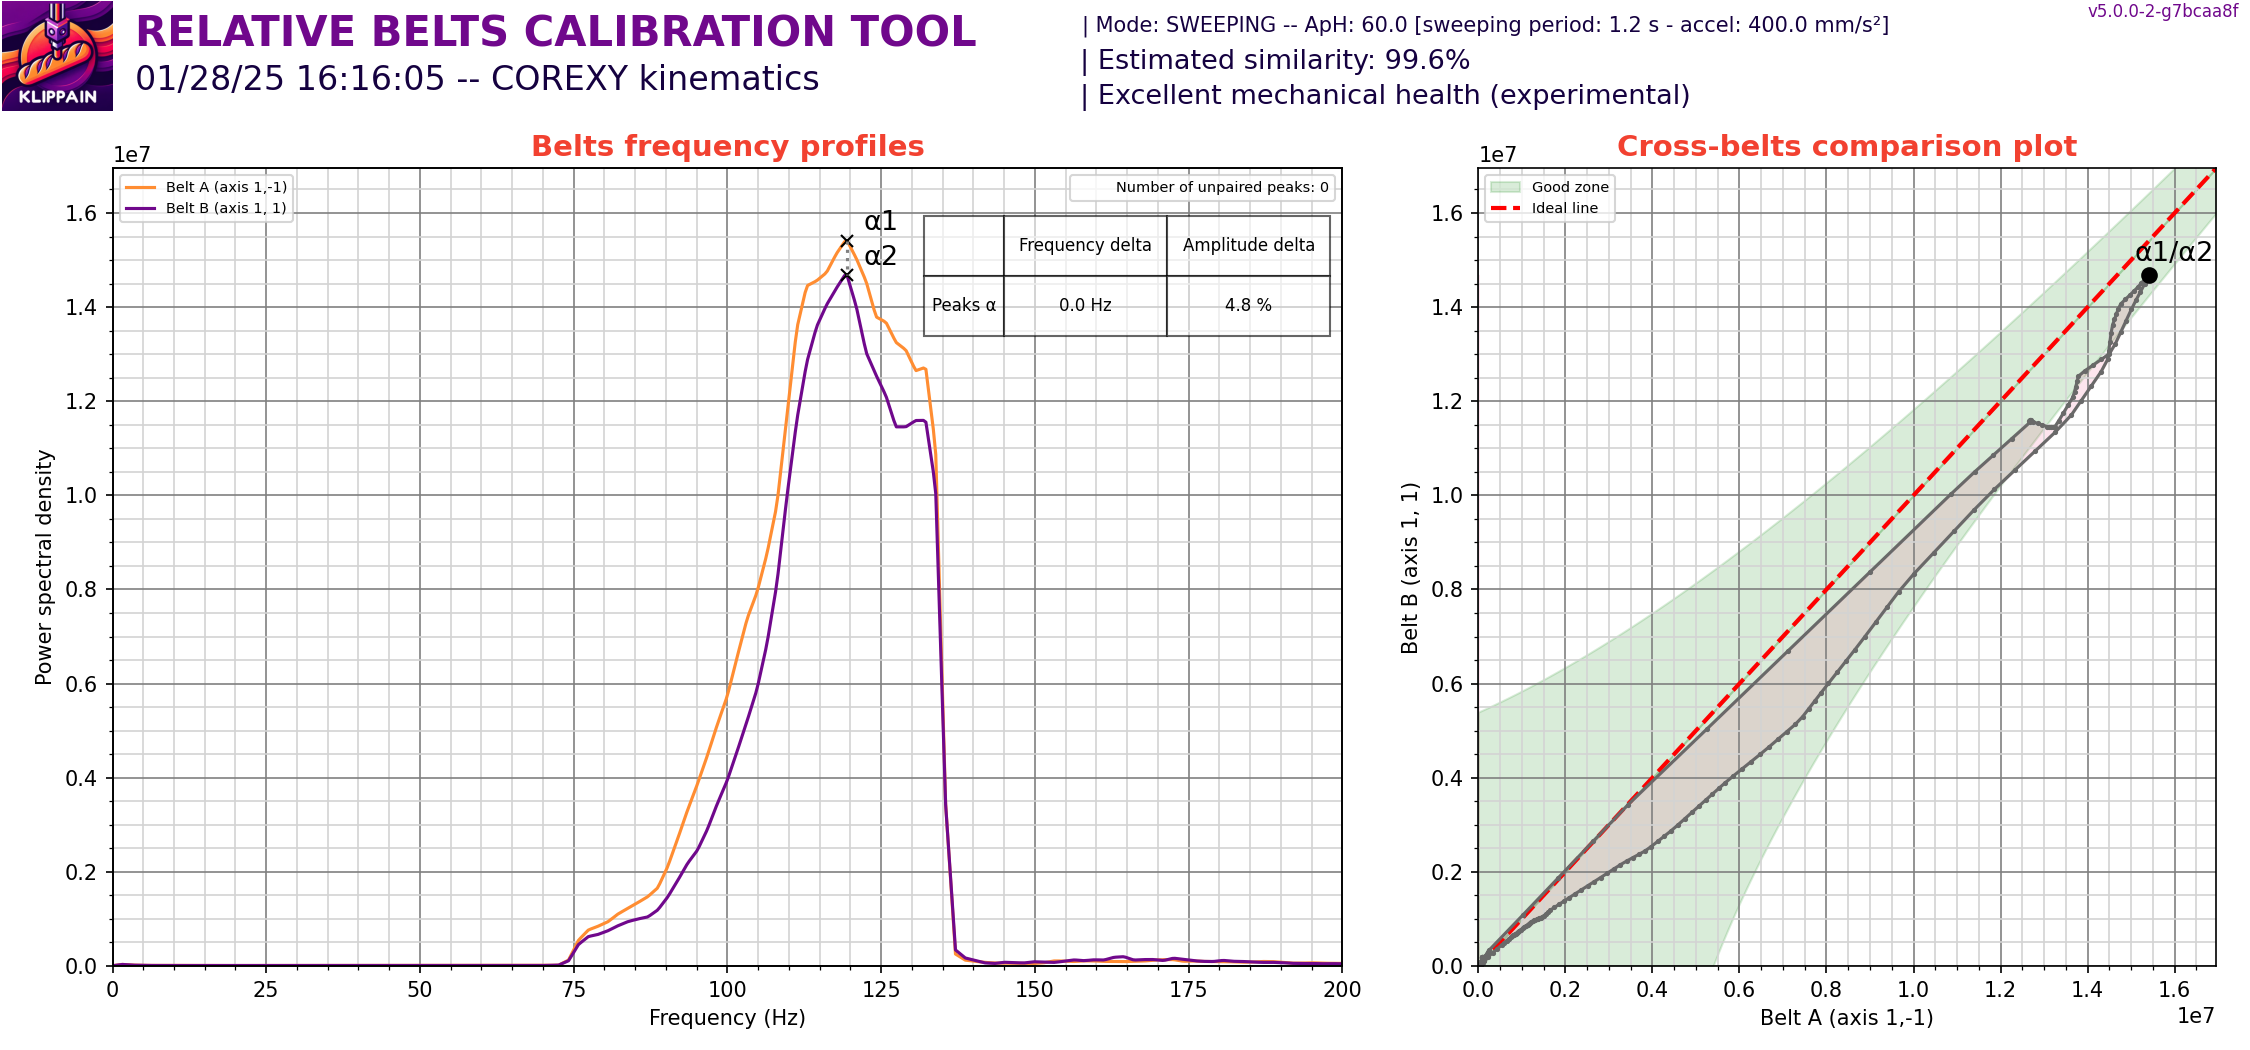 KLIPPAIN
RELATIVE BELTS CALIBRATION TOOL
01/28/25 16:16:05 -- COREXY kinematics
| Mode: SWEEPING -- ApH: 60.0 [sweeping period: 1.2 s - accel: 400.0 mm/s²]
| Estimated similarity: 99.6%
| Excellent mechanical health (experimental)
v5.0.0-2-g7bcaa8f
Belts frequency profiles
1e7
Belt A (axis 1,-1)
Belt B (axis 1, 1)
Number of unpaired peaks: 0
α1
α2
Frequency delta Amplitude delta
Peaks α 0.0 Hz 4.8 %
Power spectral density
1.6
1.4
1.2
1.0
0.8
0.6
0.4
0.2
0.0
0 25 50 75 100 125 150 175 200
Frequency (Hz)
Cross-belts comparison plot
1e7
Good zone
Ideal line
α1/α2
Belt B (axis 1, 1)
1.6
1.4
1.2
1.0
0.8
0.6
0.4
0.2
0.0
0.0 0.2 0.4 0.6 0.8 1.0 1.2 1.4 1.6
1e7
Belt A (axis 1,-1)